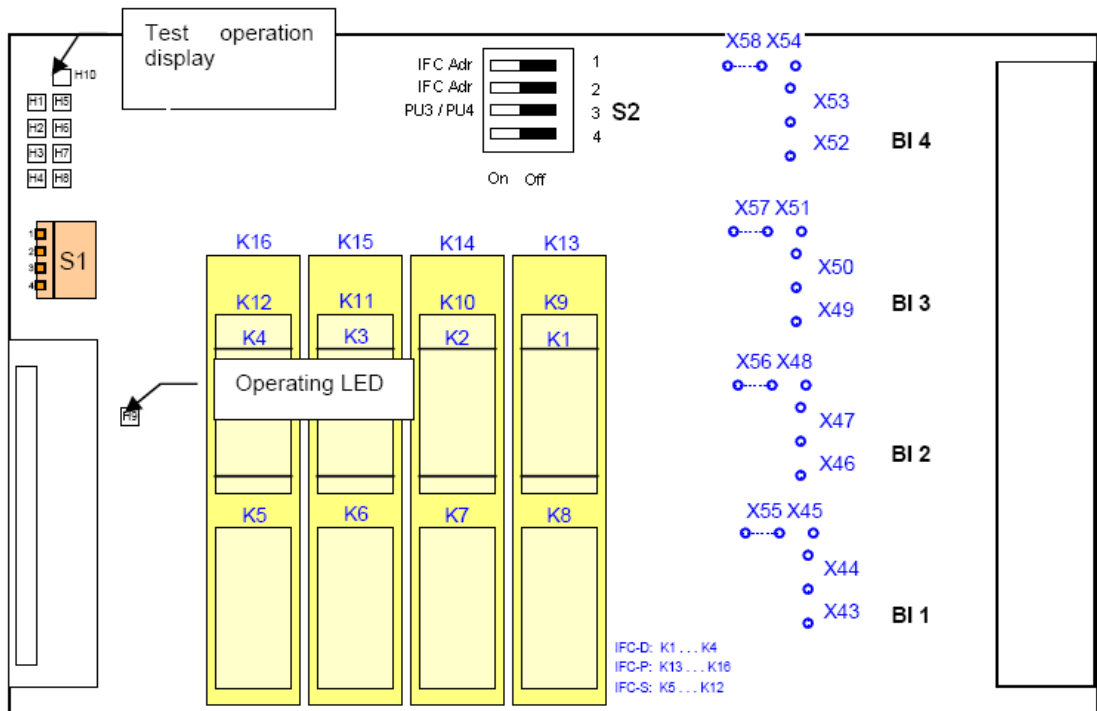 Test operation
display
H10
H1 H5
H2 H6
H3 H7
H4 H8
IFC Adr 1
IFC Adr 2
PU3 / PU4 3
4
S2
On Off
1
2
3
4
S1
H9
Operating LED
K16 K15 K14 K13
K12 K11 K10 K9
K4 K3 K2 K1
K5 K6 K7 K8
X58 X54
X53
X52
BI 4
X57 X51
X50
X49
BI 3
X56 X48
X47
X46
BI 2
X55 X45
X44
X43
BI 1
IFC-D: K1 . . . K4
IFC-P: K13 . . . K16
IFC-S: K5 . . . K12